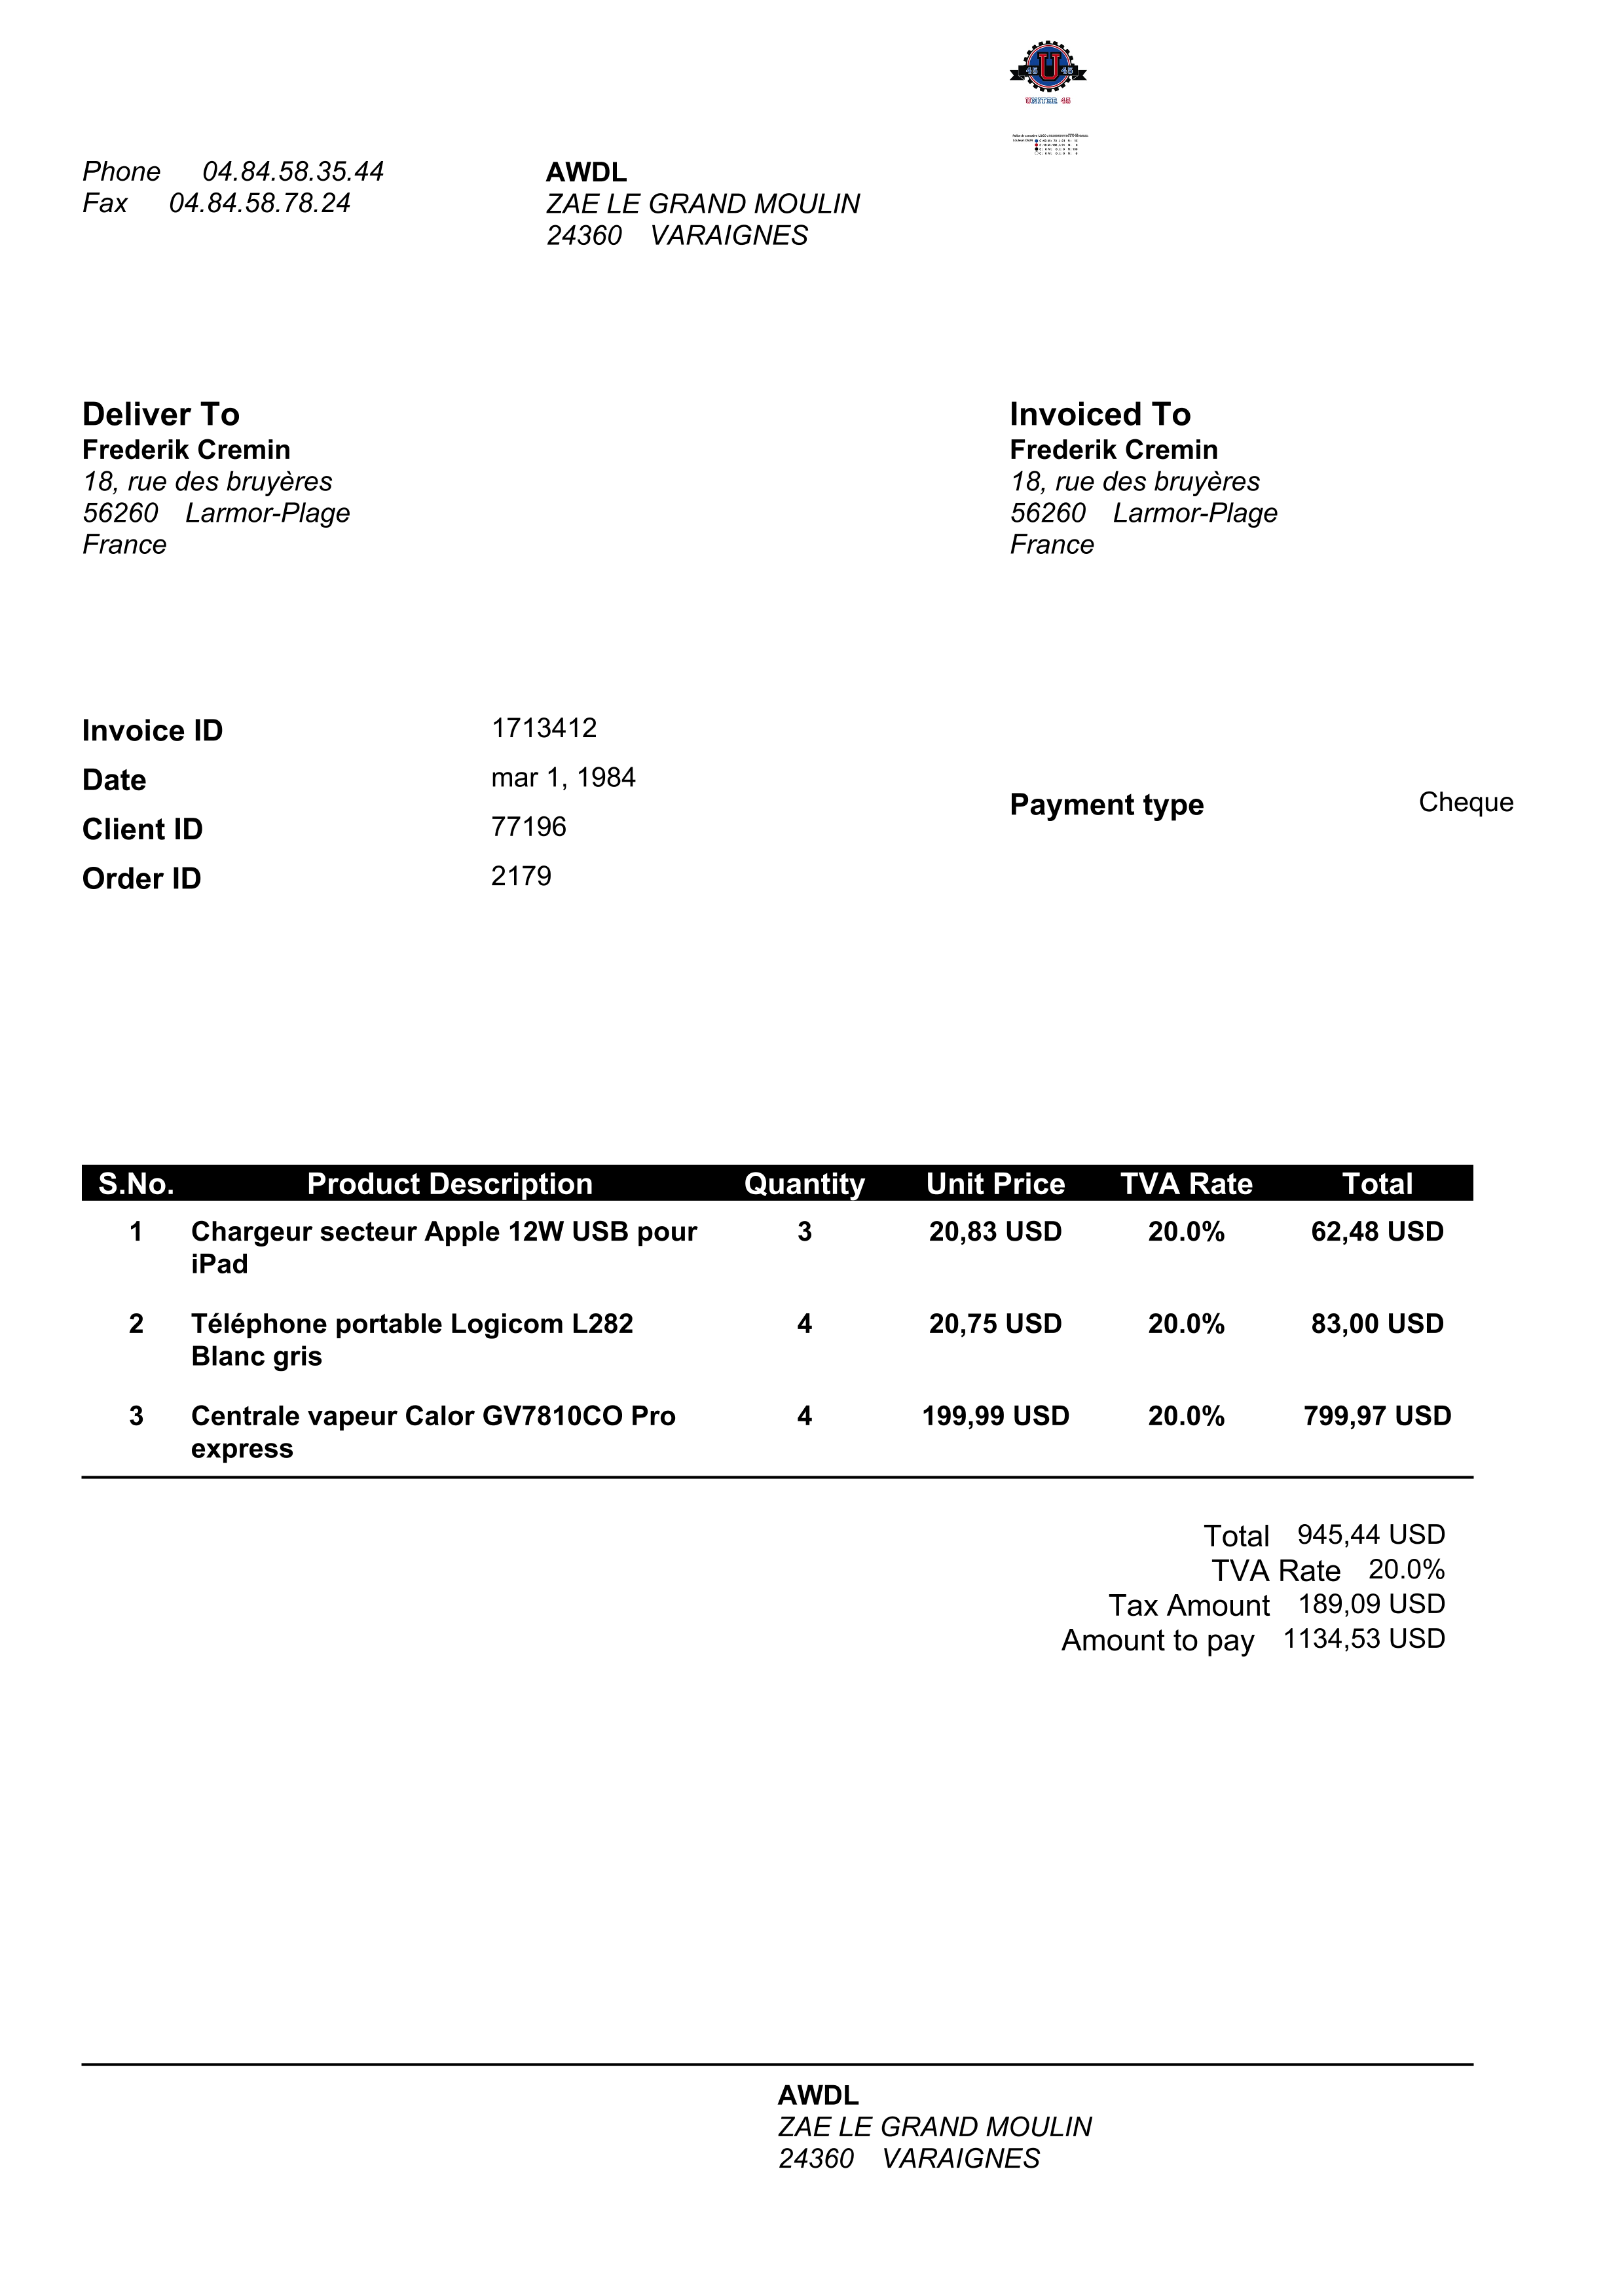 45 U 45
UNITER 45
Phone 04.84.58.35.44
Fax 04.84.58.78.24
AWDL
ZAE LE GRAND MOULIN
24360 VARAIGNES
Deliver To
Frederik Cremin
18, rue des bruyères
56260 Larmor-Plage
France
Invoiced To
Frederik Cremin
18, rue des bruyères
56260 Larmor-Plage
France
Invoice ID 1713412
Date mar 1, 1984
Client ID 77196
Order ID 2179
Payment type Cheque
S.No. Product Description Quantity Unit Price TVA Rate Total
1 Chargeur secteur Apple 12W USB pour 3 20,83 USD 20.0% 62,48 USD
iPad
2 Téléphone portable Logicom L282 4 20,75 USD 20.0% 83,00 USD
Blanc gris
3 Centrale vapeur Calor GV7810CO Pro 4 199,99 USD 20.0% 799,97 USD
express
Total 945,44 USD
TVA Rate 20.0%
Tax Amount 189,09 USD
Amount to pay 1134,53 USD
AWDL
ZAE LE GRAND MOULIN
24360 VARAIGNES